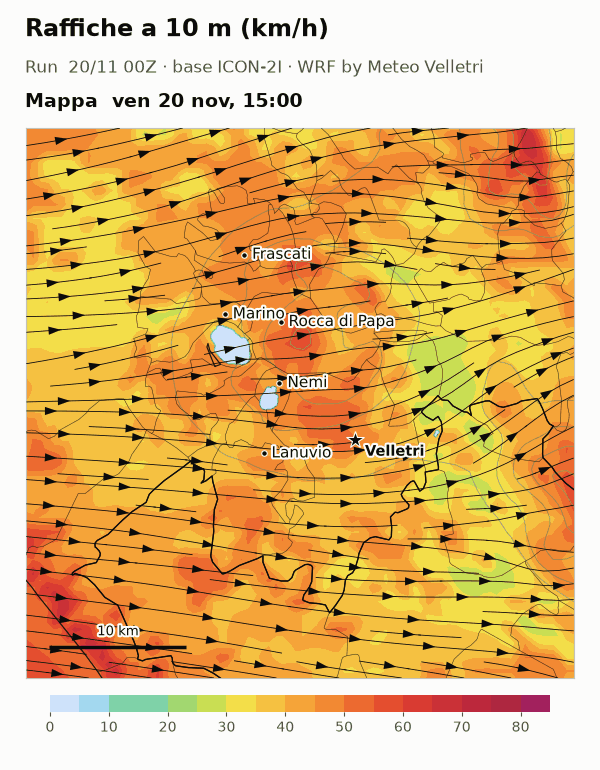 Raffiche a 10 m (km/h)
Run  20/11 00Z · base ICON-2I · WRF by Meteo Velletri
Mappa  ven 20 nov, 15:00
Frascati
Marino
Rocca di Papa
Nemi
Lanuvio
Velletri
10 km
0 10 20 30 40 50 60 70 80